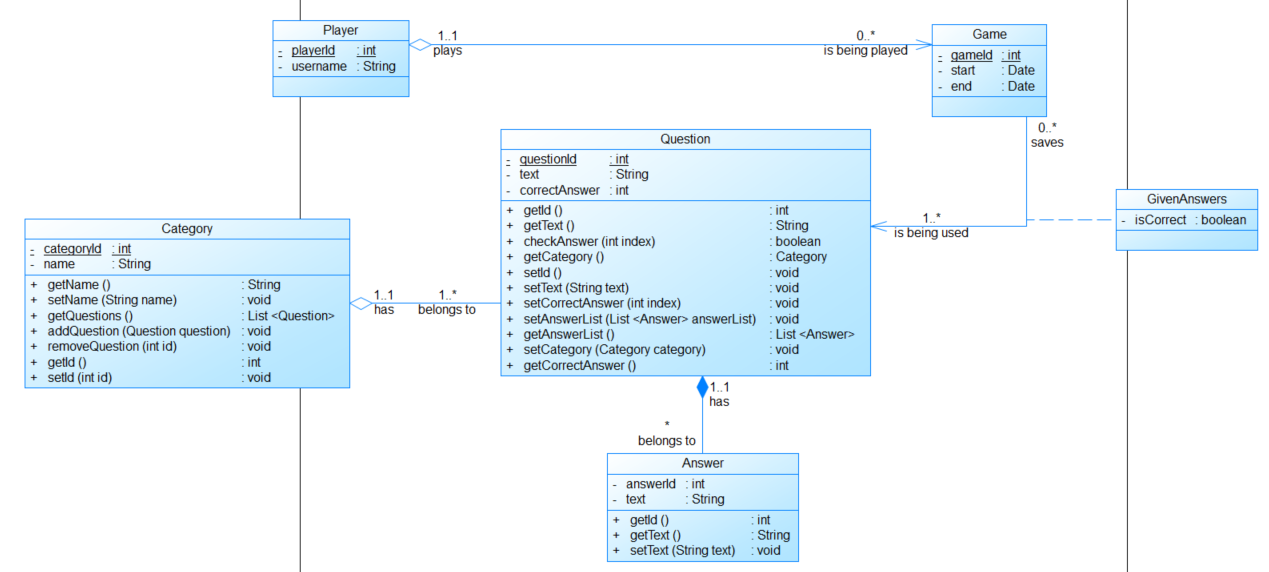 Player
- playerId : int
- username : String
1..1
plays
0..*
is being played
Game
- gameId : int
- start : Date
- end : Date
0..*
saves
Question
- questionId : int
- text : String
- correctAnswer : int
+ getId () : int
+ getText () : String
+ checkAnswer (int index) : boolean
+ getCategory () : Category
+ setId () : void
+ setText (String text) : void
+ setCorrectAnswer (int index) : void
+ setAnswerList (List <Answer> answerList) : void
+ getAnswerList () : List <Answer>
+ setCategory (Category category) : void
+ getCorrectAnswer () : int
1..*
is being used
GivenAnswers
- isCorrect : boolean
Category
- categoryId : int
- name : String
+ getName () : String
+ setName (String name) : void
+ getQuestions () : List <Question>
+ addQuestion (Question question) : void
+ removeQuestion (int id) : void
+ getId () : int
+ setId (int id) : void
1..1
has
1..*
belongs to
1..1
has
*
belongs to
Answer
- answerId : int
- text : String
+ getId () : int
+ getText () : String
+ setText (String text) : void